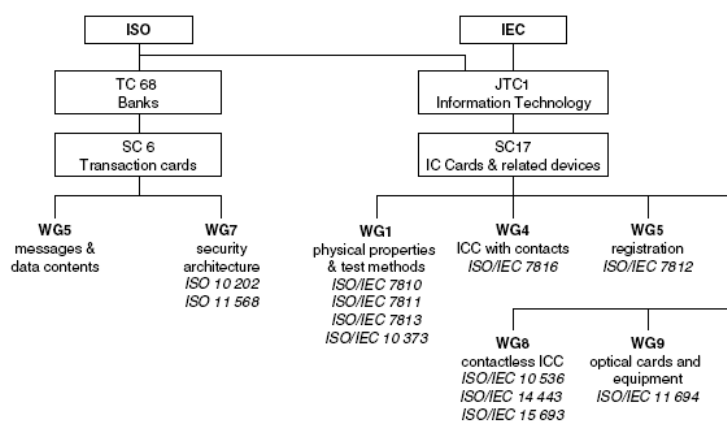 ISO
IEC
TC 68
Banks
JTC1
Information Technology
SC 6
Transaction cards
SC17
IC Cards & related devices
WG5
messages &
data contents
WG7
security
architecture
ISO 10 202
ISO 11 568
WG1
physical properties
& test methods
ISO/IEC 7810
ISO/IEC 7811
ISO/IEC 7813
ISO/IEC 10 373
WG4
ICC with contacts
ISO/IEC 7816
WG5
registration
ISO/IEC 7812
WG8
contactless ICC
ISO/IEC 10 536
ISO/IEC 14 443
ISO/IEC 15 693
WG9
optical cards and
equipment
ISO/IEC 11 694